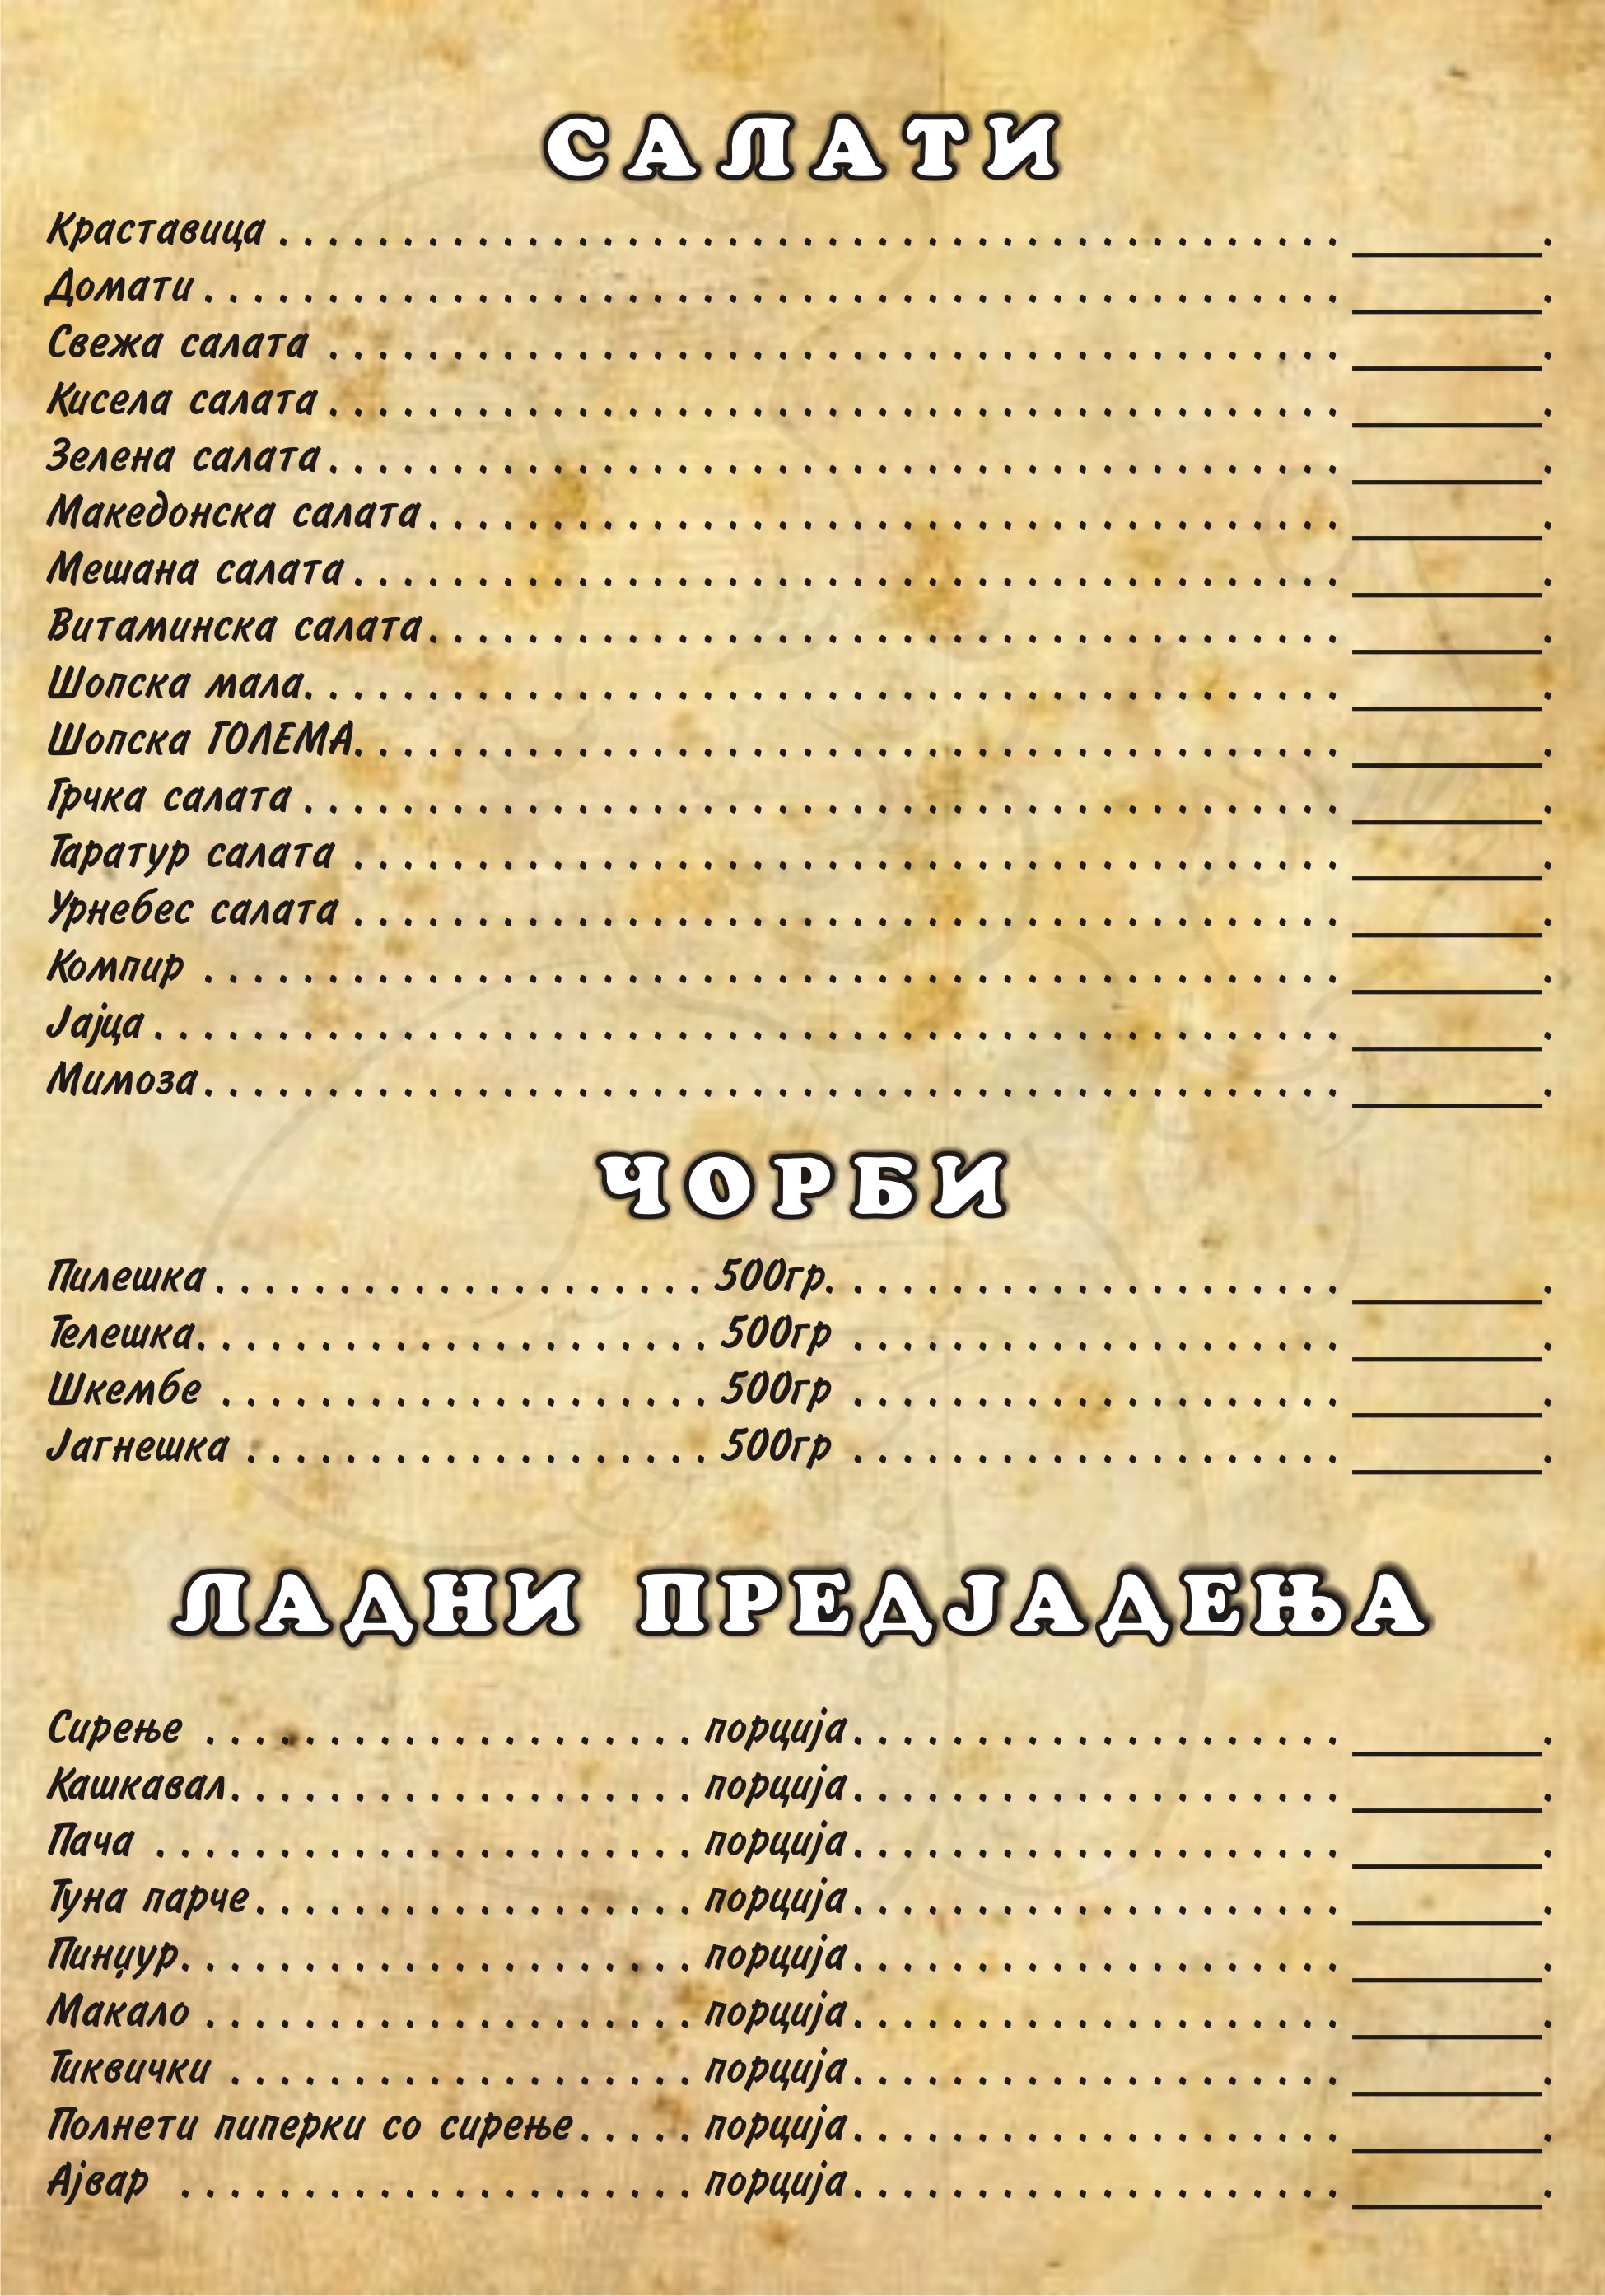 САЛАТИ
Краставица . . . . . . . . . . . . . . . . . . . . . . . . . . . . . . . . . . . . . . . . . . . ________.
Домати . . . . . . . . . . . . . . . . . . . . . . . . . . . . . . . . . . . . . . . . . . . . . . ________.
Свежа салата . . . . . . . . . . . . . . . . . . . . . . . . . . . . . . . . . . . . . . . . . ________.
Кисела салата . . . . . . . . . . . . . . . . . . . . . . . . . . . . . . . . . . . . . . . . . ________.
Зелена салата . . . . . . . . . . . . . . . . . . . . . . . . . . . . . . . . . . . . . . . . . ________.
Македонска салата . . . . . . . . . . . . . . . . . . . . . . . . . . . . . . . . . . . . . ________.
Мешана салата . . . . . . . . . . . . . . . . . . . . . . . . . . . . . . . . . . . . . . . . ________.
Витаминска салата . . . . . . . . . . . . . . . . . . . . . . . . . . . . . . . . . . . . . ________.
Шопска мала. . . . . . . . . . . . . . . . . . . . . . . . . . . . . . . . . . . . . . . . . . ________.
Шопска ГОЛЕМА. . . . . . . . . . . . . . . . . . . . . . . . . . . . . . . . . . . . . . . . ________.
Грчка салата . . . . . . . . . . . . . . . . . . . . . . . . . . . . . . . . . . . . . . . . . . ________.
Таратур салата . . . . . . . . . . . . . . . . . . . . . . . . . . . . . . . . . . . . . . . . ________.
Урнебес салата . . . . . . . . . . . . . . . . . . . . . . . . . . . . . . . . . . . . . . . . ________.
Компир . . . . . . . . . . . . . . . . . . . . . . . . . . . . . . . . . . . . . . . . . . . . . . ________.
Јајца . . . . . . . . . . . . . . . . . . . . . . . . . . . . . . . . . . . . . . . . . . . . . . . . ________.
Мимоза . . . . . . . . . . . . . . . . . . . . . . . . . . . . . . . . . . . . . . . . . . . . . . ________.
ЧОРБИ
Пилешка . . . . . . . . . . . . . . . . . . . . 500гр. . . . . . . . . . . . . . . . . . . . . . ________.
Телешка. . . . . . . . . . . . . . . . . . . . . 500гр . . . . . . . . . . . . . . . . . . . . ________.
Шкембе . . . . . . . . . . . . . . . . . . . . 500гр . . . . . . . . . . . . . . . . . . . . ________.
Јагнешка . . . . . . . . . . . . . . . . . . . 500гр . . . . . . . . . . . . . . . . . . . . ________.
ЛАДНИ ПРЕДЈАДЕЊА
Сирење . . . . . . . . . . . . . . . . . . . . порција . . . . . . . . . . . . . . . . . . . . ________.
Кашкавал. . . . . . . . . . . . . . . . . . . порција . . . . . . . . . . . . . . . . . . . . ________.
Пача . . . . . . . . . . . . . . . . . . . . . . порција . . . . . . . . . . . . . . . . . . . . ________.
Туна парче . . . . . . . . . . . . . . . . . . порција . . . . . . . . . . . . . . . . . . . . ________.
Пинџур. . . . . . . . . . . . . . . . . . . . . порција . . . . . . . . . . . . . . . . . . . . ________.
Макало . . . . . . . . . . . . . . . . . . . . порција . . . . . . . . . . . . . . . . . . . . ________.
Тиквички . . . . . . . . . . . . . . . . . . . порција . . . . . . . . . . . . . . . . . . . . ________.
Полнети пиперки со сирење . . . . . порција . . . . . . . . . . . . . . . . . . . . ________.
Ајвар . . . . . . . . . . . . . . . . . . . . . порција . . . . . . . . . . . . . . . . . . . . ________.